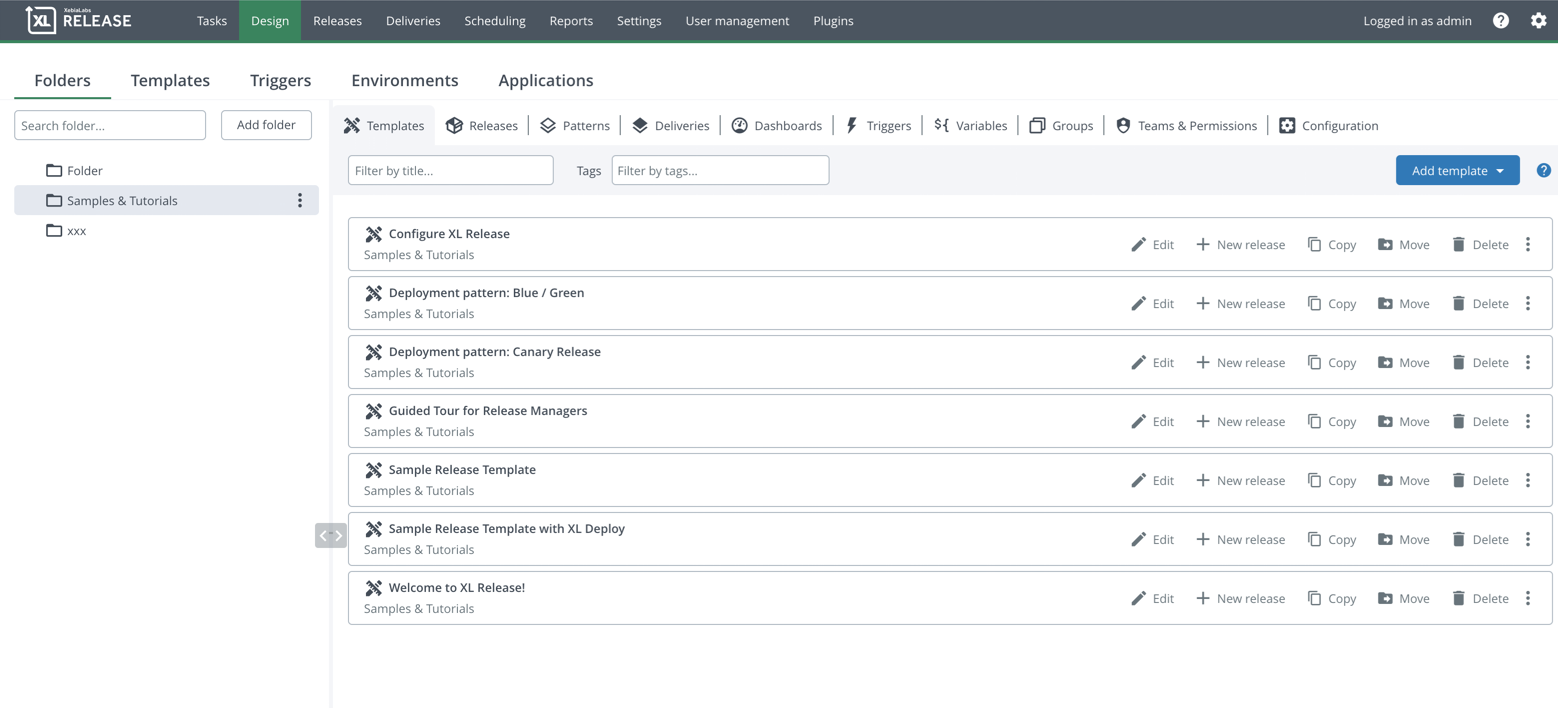 XL XebiaLabs RELEASE Tasks Design Releases Deliveries Scheduling Reports Settings User management Plugins Logged in as admin ?
Folders Templates Triggers Environments Applications
Search folder... Add folder
Folder
Samples & Tutorials
xxx
Templates Releases Patterns Deliveries Dashboards Triggers Variables Groups Teams & Permissions Configuration
Filter by title... Tags Filter by tags... Add template ?
Configure XL Release
Samples & Tutorials
Edit New release Copy Move Delete
Deployment pattern: Blue / Green
Samples & Tutorials
Edit New release Copy Move Delete
Deployment pattern: Canary Release
Samples & Tutorials
Edit New release Copy Move Delete
Guided Tour for Release Managers
Samples & Tutorials
Edit New release Copy Move Delete
Sample Release Template
Samples & Tutorials
Edit New release Copy Move Delete
Sample Release Template with XL Deploy
Samples & Tutorials
Edit New release Copy Move Delete
Welcome to XL Release!
Samples & Tutorials
Edit New release Copy Move Delete